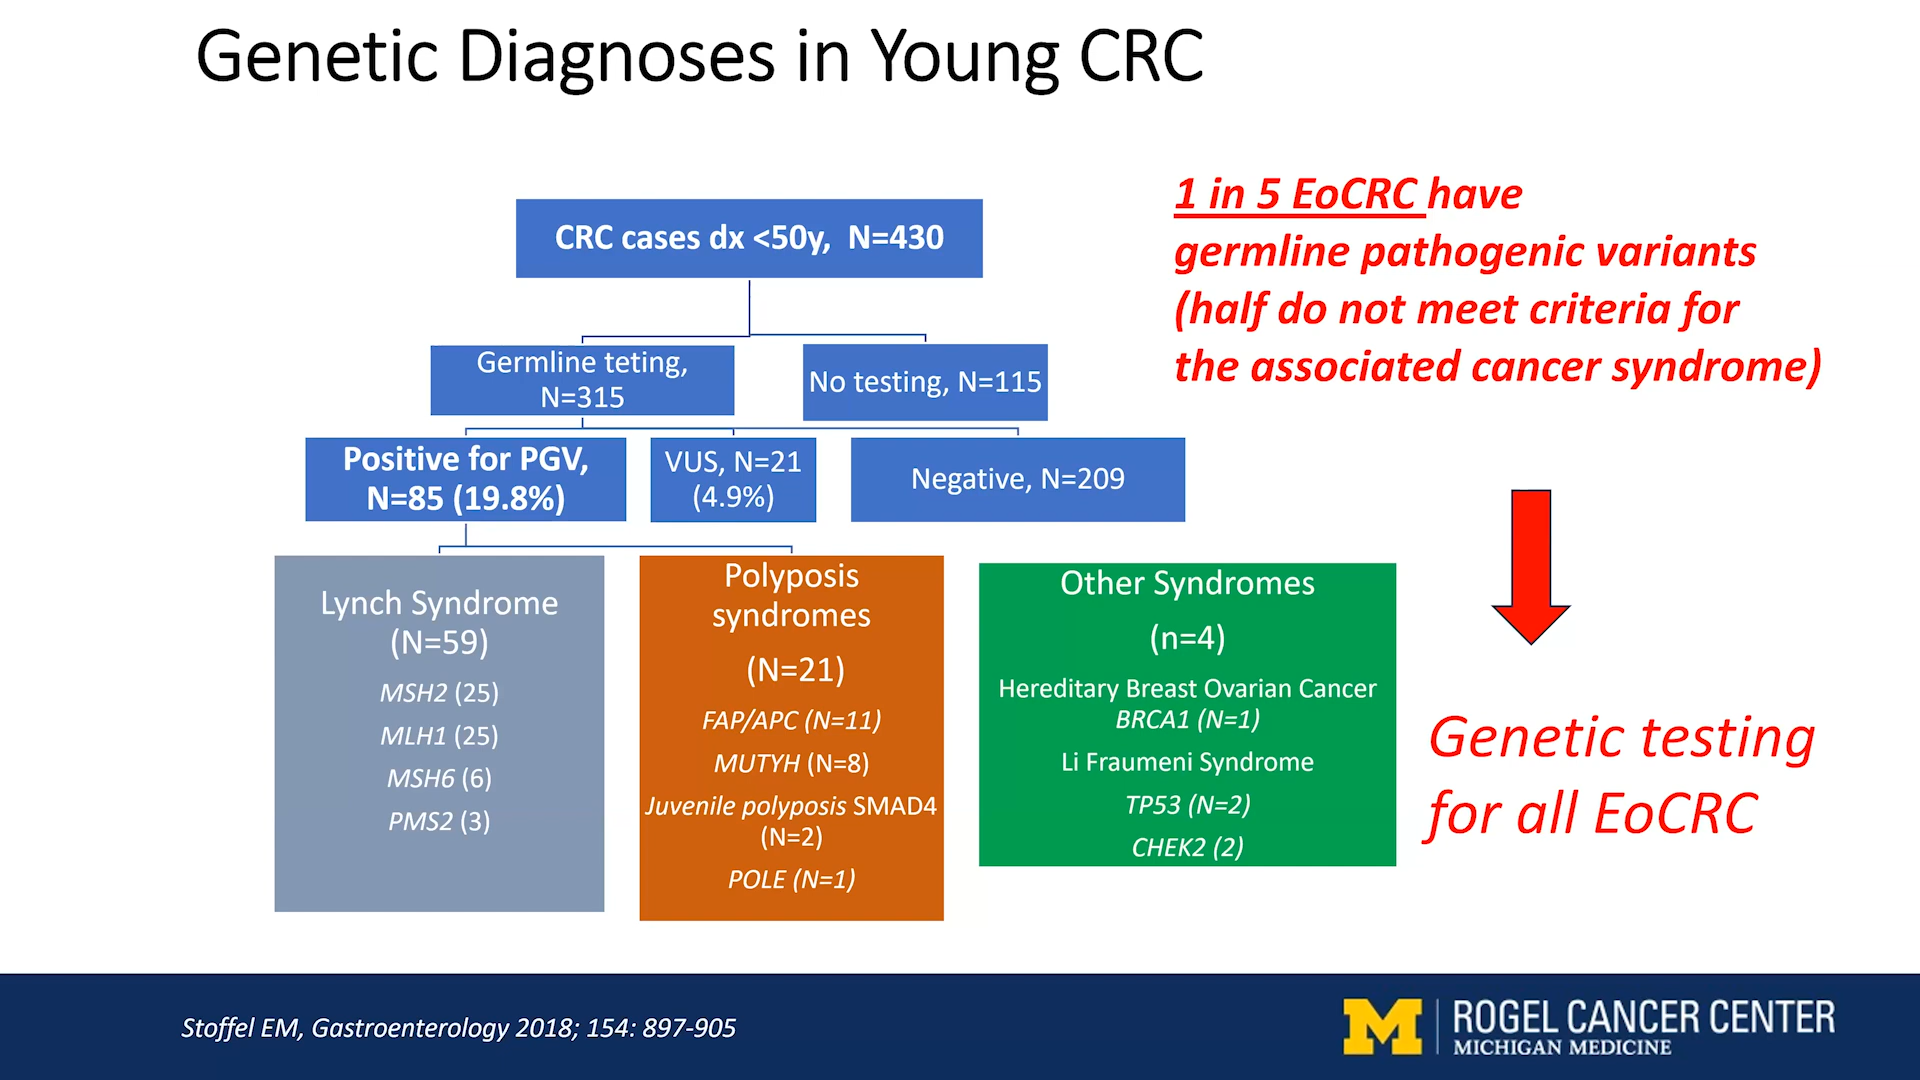 Genetic Diagnoses in Young CRC
CRC cases dx <50y, N=430
Germline teting,
N=315
No testing, N=115
Positive for PGV,
N=85 (19.8%)
VUS, N=21
(4.9%)
Negative, N=209
Lynch Syndrome
(N=59)
MSH2 (25)
MLH1 (25)
MSH6 (6)
PMS2 (3)
Polyposis
syndromes
(N=21)
FAP/APC (N=11)
MUTYH (N=8)
Juvenile polyposis SMAD4
(N=2)
POLE (N=1)
Other Syndromes
(n=4)
Hereditary Breast Ovarian Cancer
BRCA1 (N=1)
Li Fraumeni Syndrome
TP53 (N=2)
CHEK2 (2)
1 in 5 EoCRC have
germline pathogenic variants
(half do not meet criteria for
the associated cancer syndrome)
Genetic testing
for all EoCRC
Stoffel EM, Gastroenterology 2018; 154: 897-905
M
ROGEL CANCER CENTER
MICHIGAN MEDICINE